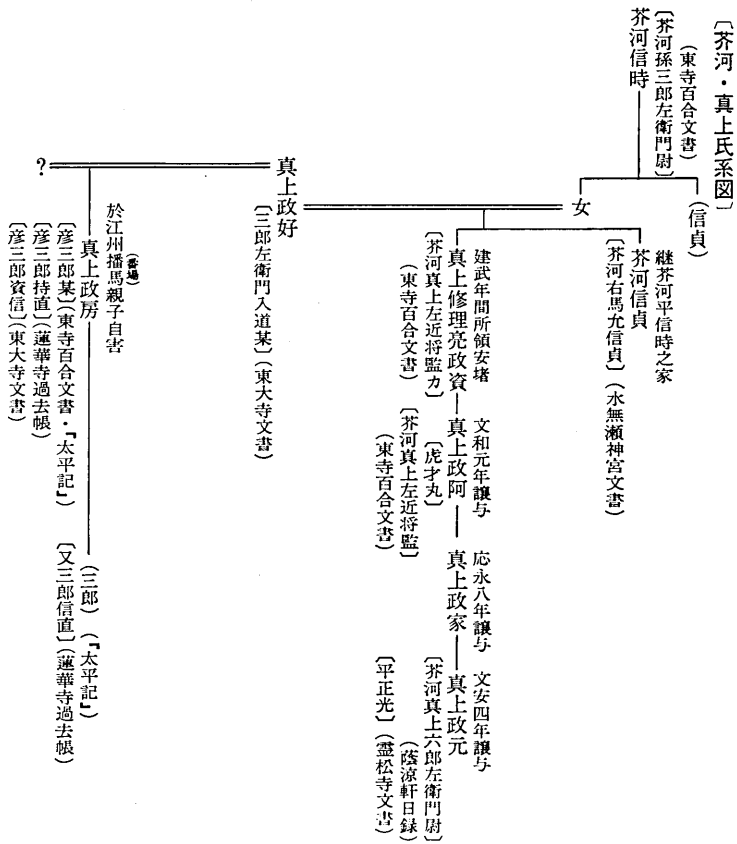 〔芥河・真上氏系図〕
（東寺百合文書）
〔芥河孫三郎左衛門尉〕
芥河信時
（信貞）
女
継芥河平信時之家
芥河信貞
〔芥河右馬允信貞〕（水無瀬神宮文書）
建武年間所領安堵
真上修理亮政資
〔芥河真上左近将監カ〕
（東寺百合文書）
文和元年譲与
真上政阿
〔虎才丸〕
〔芥河真上左近将監〕
（東寺百合文書）
応永八年譲与
真上政家
文安四年譲与
真上政元
〔芥河真上六郎左衛門尉〕
（蔭涼軒日録）
〔平正光〕（霊松寺文書）
真上政好
〔三郎左衛門入道某〕（東大寺文書）
?
（番場）
於江州播馬親子自害
真上政房
〔彦三郎某〕（東寺百合文書・『太平記』）
〔彦三郎持直〕（蓮華寺過去帳）
〔彦三郎資信〕（東大寺文書）
（三郎）（『太平記』）
〔又三郎信直〕（蓮華寺過去帳）